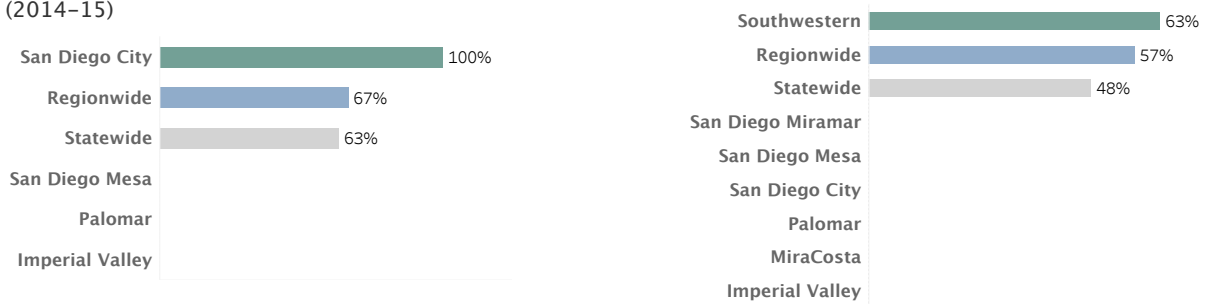 (2014–15)
San Diego City 100%
Regionwide 67%
Statewide 63%
San Diego Mesa
Palomar
Imperial Valley
Southwestern 63%
Regionwide 57%
Statewide 48%
San Diego Miramar
San Diego Mesa
San Diego City
Palomar
MiraCosta
Imperial Valley